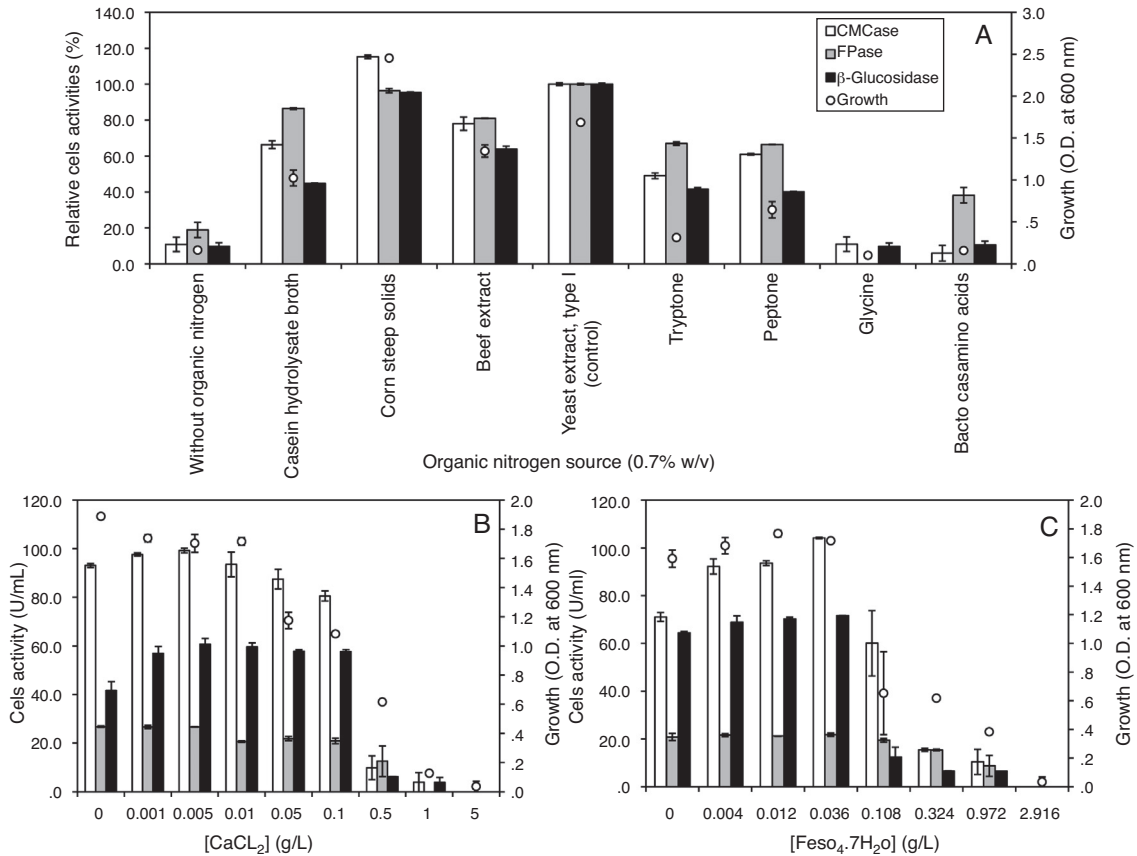 A
CMCase
FPase
β-Glucosidase
Growth
Relative cels activities (%)
140.0
120.0
100.0
80.0
60.0
40.0
20.0
0.0
3.0
2.5
2.0
1.5
1.0
.5
.0
Growth (O.D. at 600 nm)
Without organic nitrogen
Casein hydrolysate broth
Corn steep solids
Beef extract
Yeast extract, type I
(control)
Tryptone
Peptone
Glycine
Bacto casamino acids
Organic nitrogen source (0.7% w/v)
B
Cels activity (U/mL)
120.0
100.0
80.0
60.0
40.0
20.0
.0
2.0
1.8
1.6
1.4
1.2
1.0
.8
.6
.4
.2
.0
Growth (O.D. at 600 nm)
0 0.001 0.005 0.01 0.05 0.1 0.5 1 5
[CaCL2] (g/L)
C
Cels activity (U/ml)
120.0
100.0
80.0
60.0
40.0
20.0
.0
2.0
1.8
1.6
1.4
1.2
1.0
.8
.6
.4
.2
.0
Growth (O.D. at 600 nm)
0 0.004 0.012 0.036 0.108 0.324 0.972 2.916
[Feso4.7H2o] (g/L)